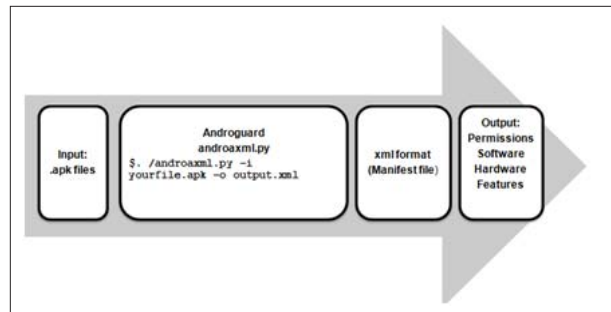 Input:
.apk files
Androguard
androaxml.py
$. /androaxml.py -i
yourfile.apk -o output.xml
xml format
(Manifest file)
Output:
Permissions
Software
Hardware
Features